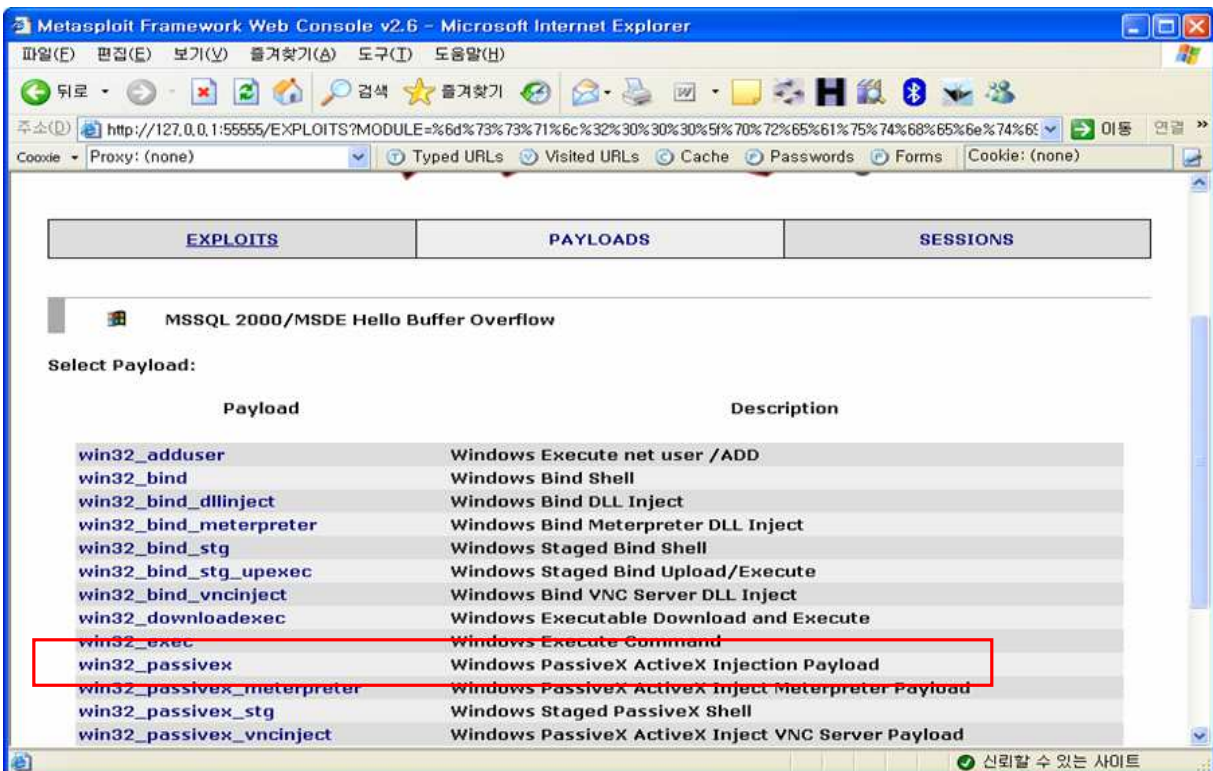 Metasploit Framework Web Console v2.6 - Microsoft Internet Explorer
파일(F) 편집(E) 보기(V) 즐겨찾기(A) 도구(T) 도움말(H)
뒤로 검색 즐겨찾기
주소(D) http://127.0.0.1:55555/EXPLOITS?MODULE=%6d%73%73%71%6c%32%30%30%30%5f%70%72%65%61%75%74%68%65%6e%74%6 이동 연결 »
Cooxie Proxy: (none) Typed URLs Visited URLs Cache Passwords Forms Cookie: (none)
EXPLOITS PAYLOADS SESSIONS
MSSQL 2000/MSDE Hello Buffer Overflow
Select Payload:
Payload Description
win32_adduser Windows Execute net user /ADD
win32_bind Windows Bind Shell
win32_bind_dllinject Windows Bind DLL Inject
win32_bind_meterpreter Windows Bind Meterpreter DLL Inject
win32_bind_stg Windows Staged Bind Shell
win32_bind_stg_upexec Windows Staged Bind Upload/Execute
win32_bind_vncinject Windows Bind VNC Server DLL Inject
win32_downloadexec Windows Executable Download and Execute
win32_exec Windows Execute Command
win32_passivex Windows PassiveX ActiveX Injection Payload
win32_passivex_meterpreter Windows PassiveX ActiveX Inject Meterpreter Payload
win32_passivex_stg Windows Staged PassiveX Shell
win32_passivex_vncinject Windows PassiveX ActiveX Inject VNC Server Payload
신뢰할 수 있는 사이트